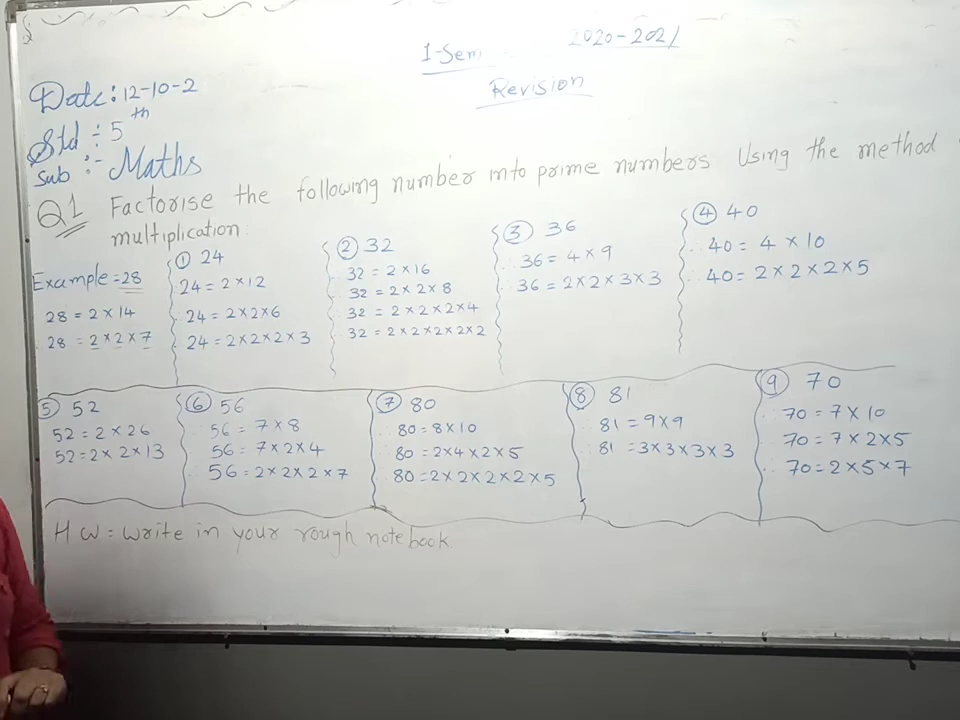 1-Sem 2020-2021
Revision
Date: 12-10-2
Std :- 5th
Sub :- Maths
Q1 Factorise the following number into prime numbers Using the method
multiplication:
Example = 28
28 = 2 × 14
28 = 2 × 2 × 7
① 24
24 = 2 × 12
24 = 2 × 2 × 6
24 = 2 × 2 × 2 × 3
② 32
32 = 2 × 16
32 = 2 × 2 × 8
32 = 2 × 2 × 2 × 4
32 = 2 × 2 × 2 × 2 × 2
③ 36
36 = 4 × 9
36 = 2 × 2 × 3 × 3
④ 40
40 = 4 × 10
40 = 2 × 2 × 2 × 5
⑤ 52
52 = 2 × 26
52 = 2 × 2 × 13
⑥ 56
56 = 7 × 8
56 = 7 × 2 × 4
56 = 2 × 2 × 2 × 7
⑦ 80
80 = 8 × 10
80 = 2 × 4 × 2 × 5
80 = 2 × 2 × 2 × 2 × 5
⑧ 81
81 = 9 × 9
81 = 3 × 3 × 3 × 3
⑨ 70
70 = 7 × 10
70 = 7 × 2 × 5
70 = 2 × 5 × 7
H W = write in your rough notebook